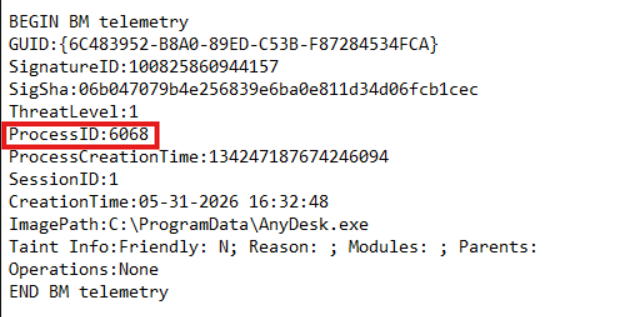 BEGIN BM telemetry
GUID:{6C483952-B8A0-89ED-C53B-F87284534FCA}
SignatureID:100825860944157
SigSha:06b047079b4e256839e6ba0e811d34d06fcb1cec
ThreatLevel:1
ProcessID:6068
ProcessCreationTime:134247187674246094
SessionID:1
CreationTime:05-31-2026 16:32:48
ImagePath:C:\ProgramData\AnyDesk.exe
Taint Info:Friendly: N; Reason: ; Modules: ; Parents:
Operations:None
END BM telemetry